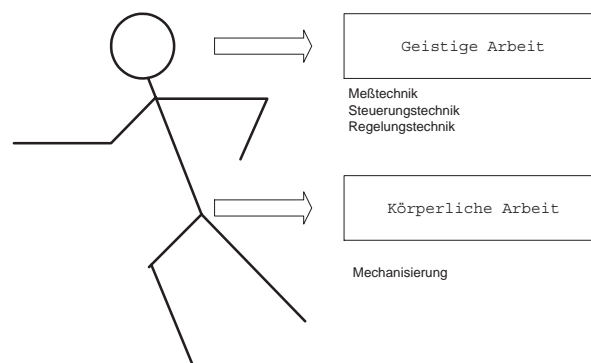 Geistige Arbeit
Meßtechnik
Steuerungstechnik
Regelungstechnik
Körperliche Arbeit
Mechanisierung